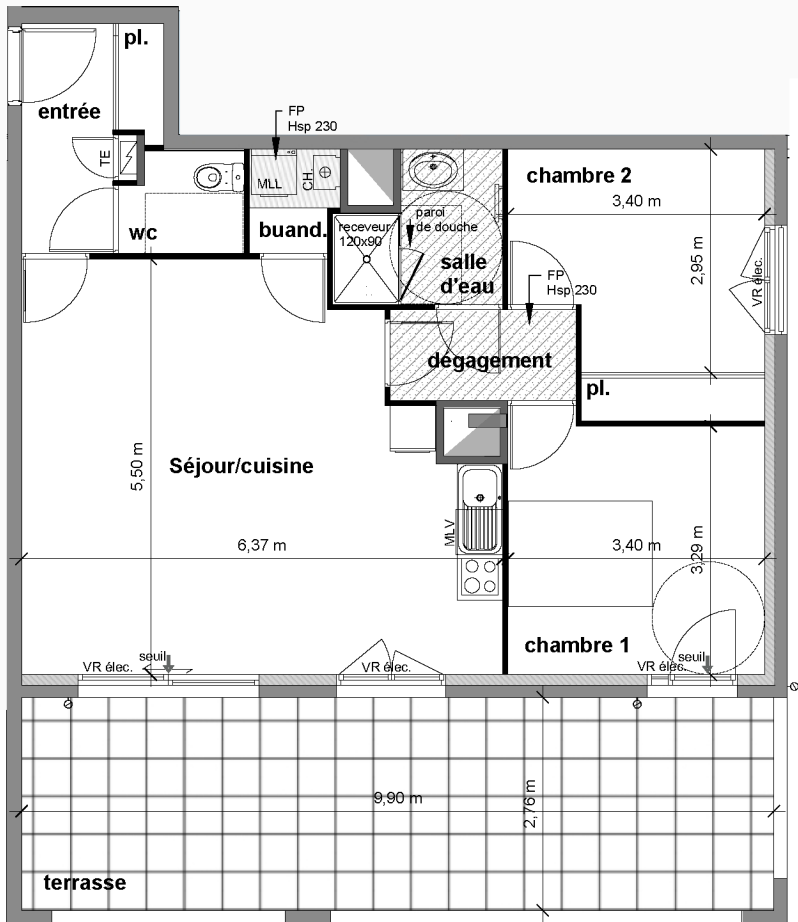 pl.
entrée
FP
Hsp 230
TE
MLL
CH.
wc
buand.
receveur
120x90
paroi
de douche
salle
d'eau
chambre 2
3,40 m
2,95 m
VR élec.
FP
Hsp 230
dégagement
pl.
5,50 m
Séjour/cuisine
6,37 m
MLV
3,40 m
3,29 m
chambre 1
VR élec.
seuil
VR élec.
VR élec.
seuil
9,90 m
2,76 m
terrasse